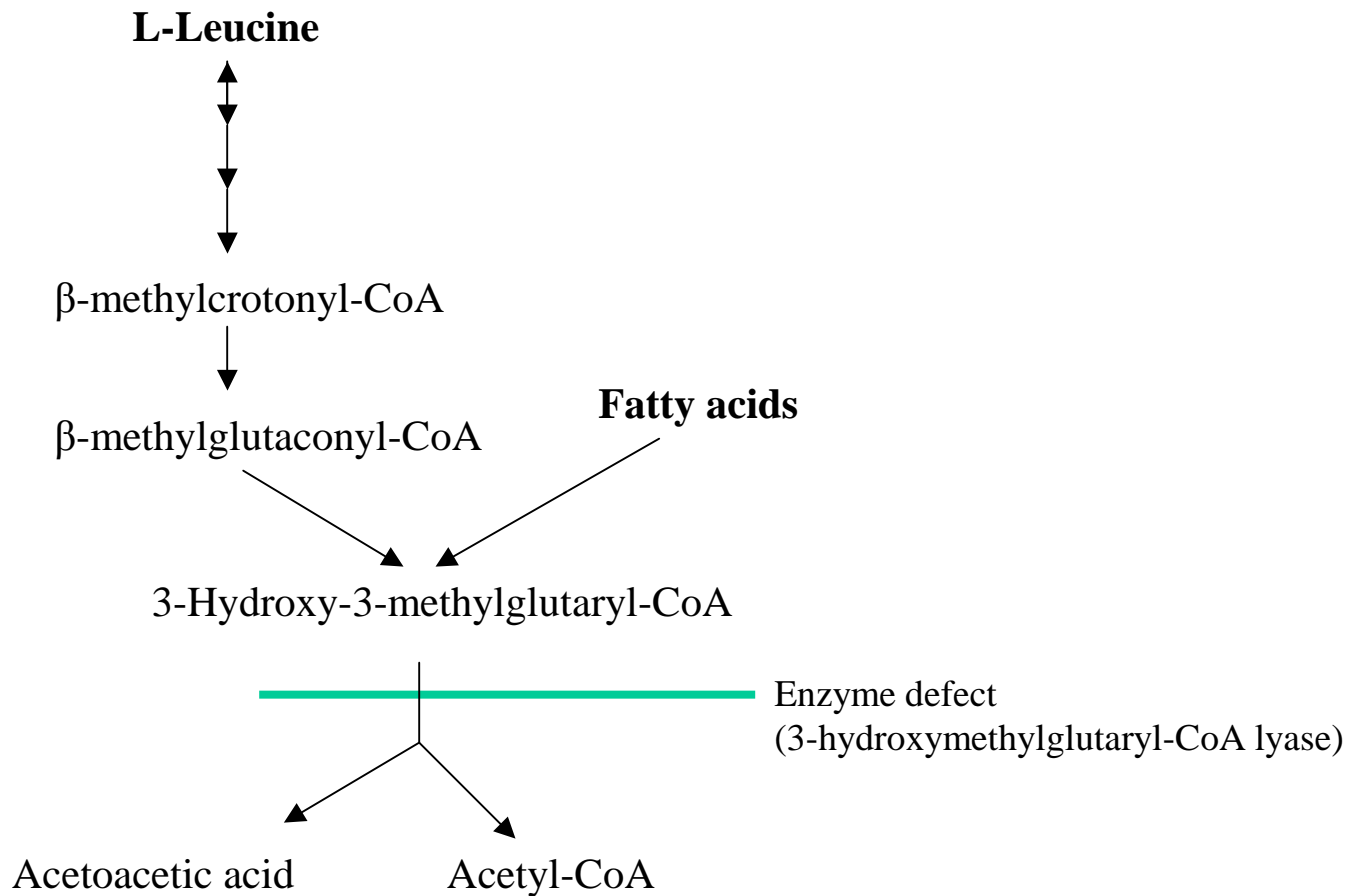 L-Leucine
β-methylcrotonyl-CoA
Fatty acids
β-methylglutaconyl-CoA
3-Hydroxy-3-methylglutaryl-CoA
Enzyme defect
(3-hydroxymethylglutaryl-CoA lyase)
Acetoacetic acid
Acetyl-CoA